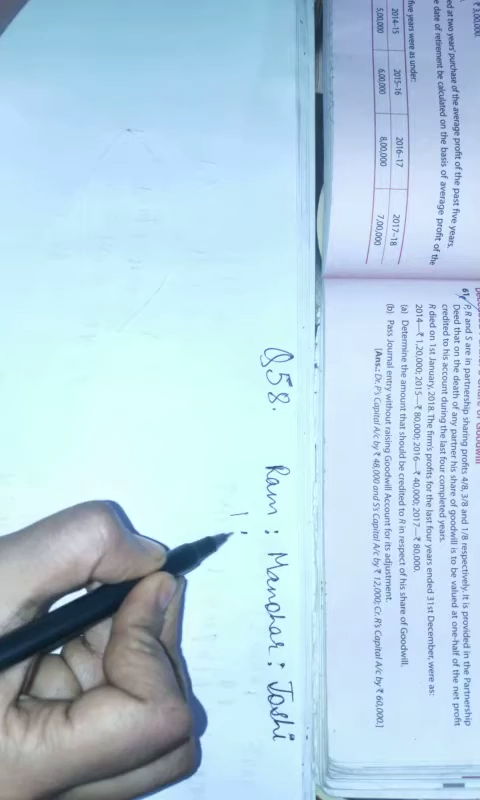 ₹ 3,00,000.
ed at two years' purchase of the average profit of the past five years,
e date of retirement be calculated on the basis of average profit of the
five years were as under:
2014-15 2015-16 2016-17 2017-18
5,00,000 6,00,000 8,00,000 7,00,000
61. P, R and S are in partnership sharing profits 4/8, 3/8 and 1/8 respectively. It is provided in the Partnership
Deed that on the death of any partner his share of goodwill is to be valued at one-half of the net profit
credited to his account during the last four completed years.
R died on 1st January, 2018. The firm's profits for the last four years ended 31st December, were as:
2014—₹ 1,20,000; 2015—₹ 80,000; 2016—₹ 40,000; 2017—₹ 80,000.
(a) Determine the amount that should be credited to R in respect of his share of Goodwill.
(b) Pass Journal entry without raising Goodwill Account for its adjustment.
[Ans.: Dr. P's Capital A/c by ₹ 48,000 and S's Capital A/c by ₹ 12,000; Cr. R's Capital A/c by ₹ 60,000.]
Q58. Ram : Manohar : Joshi
1 :